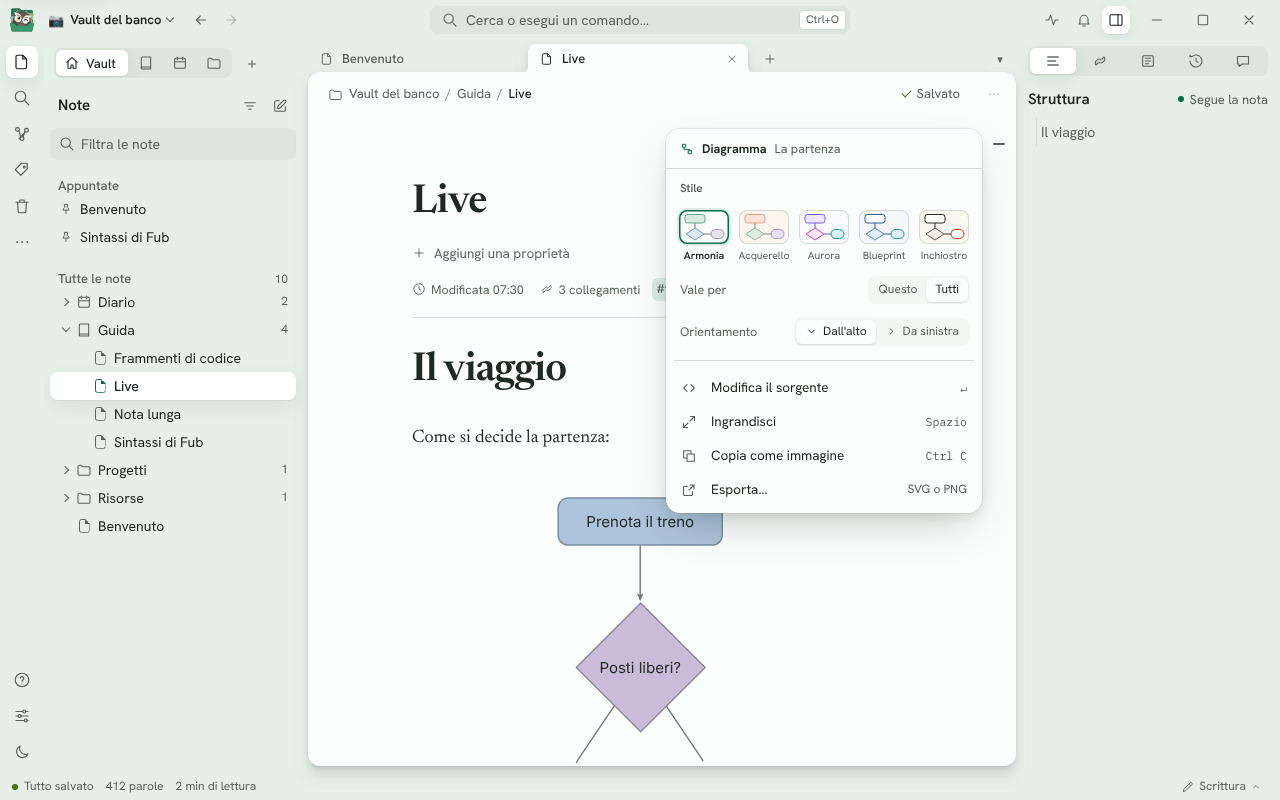 Vault del banco
Cerca o esegui un comando...
Ctrl+O
Vault
Benvenuto
Live
Note
Vault del banco / Guida / Live
Salvato
Struttura
Segue la nota
Il viaggio
Filtra le note
Diagramma La partenza
Appuntate
Benvenuto
Sintassi di Fub
Stile
Live
Armonia
Acquerello
Aurora
Blueprint
Inchiostro
Aggiungi una proprietà
Tutte le note 10
Diario 2
Guida 4
Frammenti di codice
Live
Nota lunga
Sintassi di Fub
Progetti 1
Risorse 1
Benvenuto
Modificata 07:30
3 collegamenti
Vale per
Questo
Tutti
Orientamento
Dall'alto
Da sinistra
Il viaggio
Modifica il sorgente ↵
Ingrandisci Spazio
Copia come immagine Ctrl C
Esporta... SVG o PNG
Come si decide la partenza:
Prenota il treno
Posti liberi?
Tutto salvato
412 parole
2 min di lettura
Scrittura